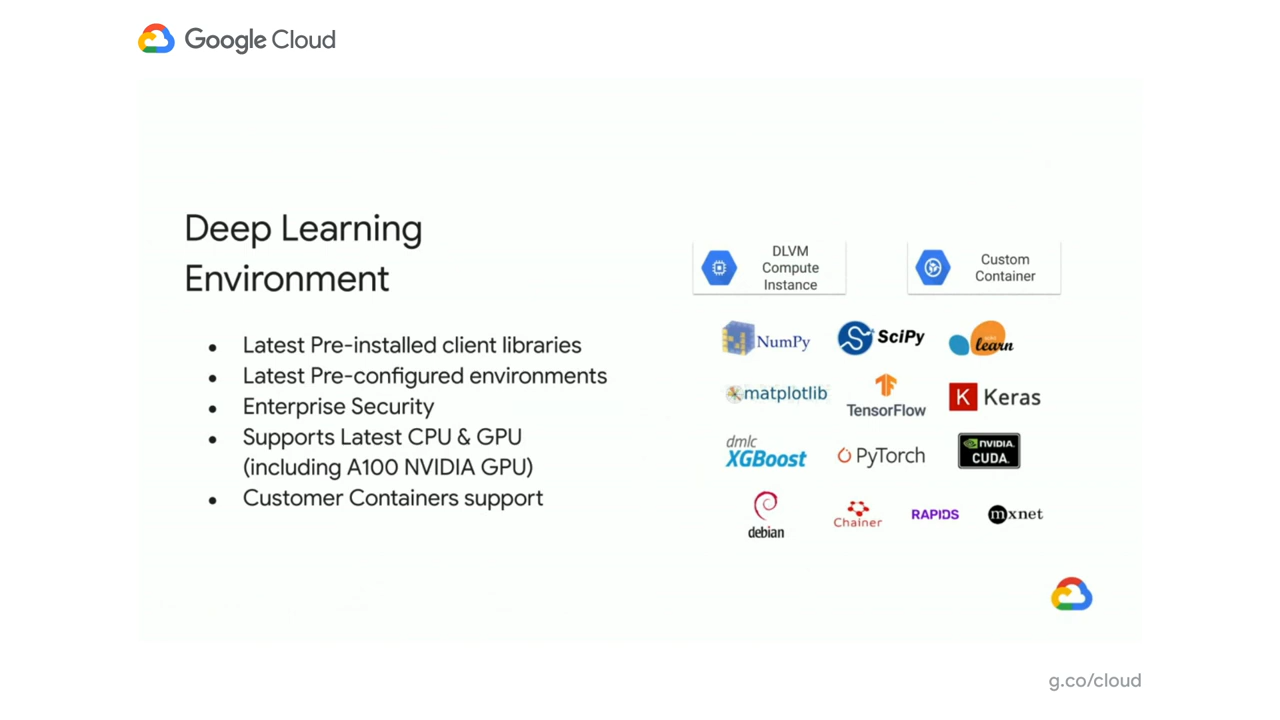 Google Cloud
Deep Learning
Environment
● Latest Pre-installed client libraries
● Latest Pre-configured environments
● Enterprise Security
● Supports Latest CPU & GPU
(including A100 NVIDIA GPU)
● Customer Containers support
DLVM
Compute
Instance
Custom
Container
NumPy
SciPy
learn
matplotlib
TensorFlow
K Keras
dmlc
XGBoost
PyTorch
NVIDIA.
CUDA.
debian
Chainer
RAPIDS
mxnet
g.co/cloud